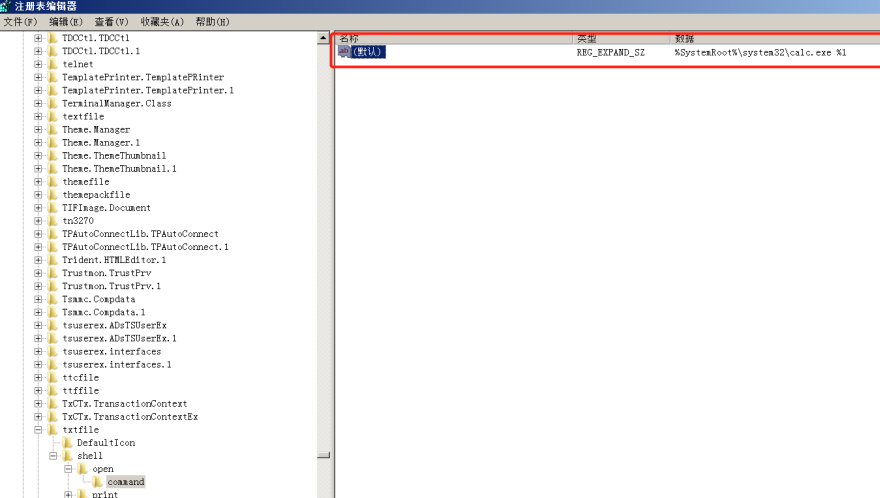 注册表编辑器
文件(F) 编辑(E) 查看(V) 收藏夹(A) 帮助(H)
TDCCtl.TDCCtl
TDCCtl.TDCCtl.1
telnet
TemplatePrinter.TemplatePRinter
TemplatePrinter.TemplatePrinter.1
TerminalManager.Class
textfile
Theme.Manager
Theme.Manager.1
Theme.ThemeThumbnail
Theme.ThemeThumbnail.1
themefile
themepackfile
TIFImage.Document
tn3270
TPAutoConnectLib.TPAutoConnect
TPAutoConnectLib.TPAutoConnect.1
Trident.HTMLEditor.1
Trustmon.TrustPrv
Trustmon.TrustPrv.1
Tsmmc.Compdata
Tsmmc.Compdata.1
tsuserex.ADsTSUserEx
tsuserex.ADsTSUserEx.1
tsuserex.interfaces
tsuserex.interfaces.1
ttcfile
ttffile
TxCTx.TransactionContext
TxCTx.TransactionContextEx
txtfile
DefaultIcon
shell
open
command
print
名称 类型 数据
ab (默认) REG_EXPAND_SZ %SystemRoot%\system32\calc.exe %1